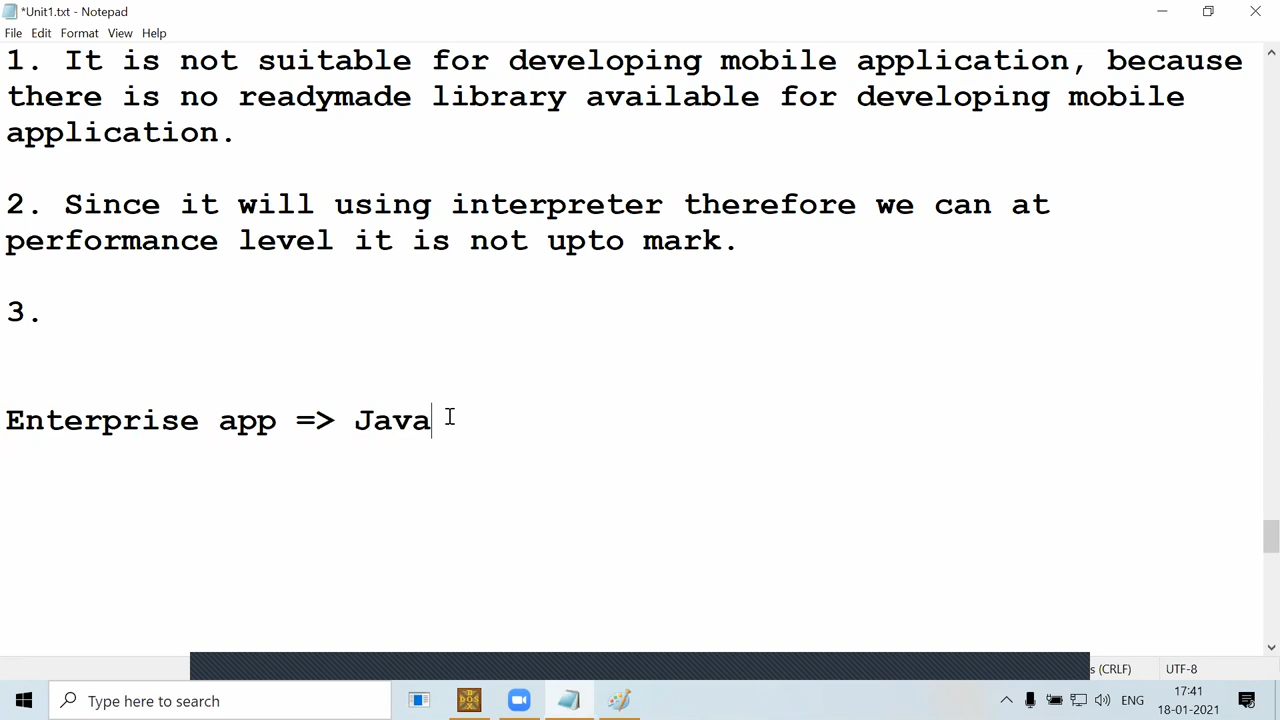 *Unit1.txt - Notepad
File Edit Format View Help
1. It is not suitable for developing mobile application, because
there is no readymade library available for developing mobile
application.
2. Since it will using interpreter therefore we can at
performance level it is not upto mark.
3.
Enterprise app => Java
s (CRLF) UTF-8
Type here to search
ENG
17:41
18-01-2021